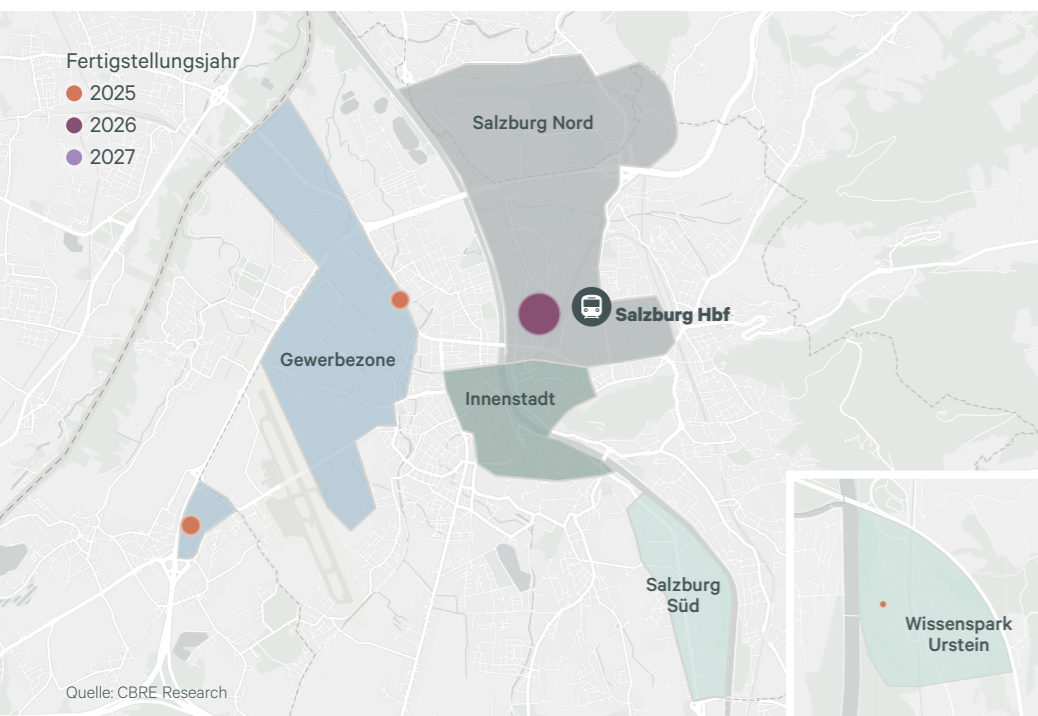 Fertigstellungsjahr
2025
2026
2027
Salzburg Nord
Salzburg Hbf
Gewerbezone
Innenstadt
Salzburg
Süd
Wissenspark
Urstein
Quelle: CBRE Research